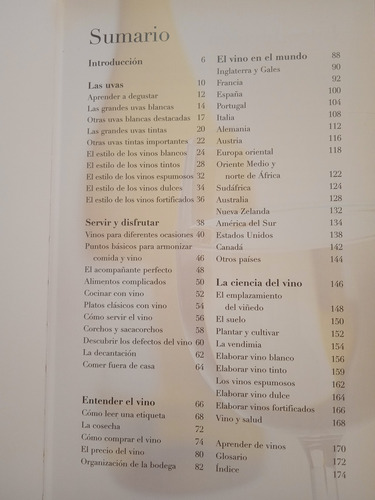 Sumario
Introducción 6
Las uvas 10
Aprender a degustar 12
Las grandes uvas blancas 14
Otras uvas blancas destacadas 17
Las grandes uvas tintas 20
Otras uvas tintas importantes 22
El estilo de los vinos blancos 24
El estilo de los vinos tintos 28
El estilo de los vinos espumosos 32
El estilo de los vinos dulces 34
El estilo de los vinos fortificados 36
Servir y disfrutar 38
Vinos para diferentes ocasiones 40
Puntos básicos para armonizar
comida y vino 46
El acompañante perfecto 48
Alimentos complicados 50
Cocinar con vino 52
Platos clásicos con vino 54
Cómo servir el vino 56
Corchos y sacacorchos 58
Descubrir los defectos del vino 60
La decantación 62
Comer fuera de casa 64
Entender el vino 66
Cómo leer una etiqueta 68
La cosecha 72
Cómo comprar el vino 74
El precio del vino 80
Organización de la bodega 82
El vino en el mundo 88
Inglaterra y Gales 90
Francia 92
España 100
Portugal 104
Italia 108
Alemania 112
Austria 116
Europa oriental 118
Oriente Medio y
norte de África 122
Sudáfrica 124
Australia 128
Nueva Zelanda 132
América del Sur 134
Estados Unidos 138
Canadá 142
Otros países 144
La ciencia del vino 146
El emplazamiento
del viñedo 148
El suelo 150
Plantar y cultivar 152
La vendimia 154
Elaborar vino blanco 156
Elaborar vino tinto 159
Los vinos espumosos 162
Elaborar vino dulce 164
Elaborar vinos fortificados 166
Vino y salud 168
Aprender de vinos 170
Glosario 172
Índice 174